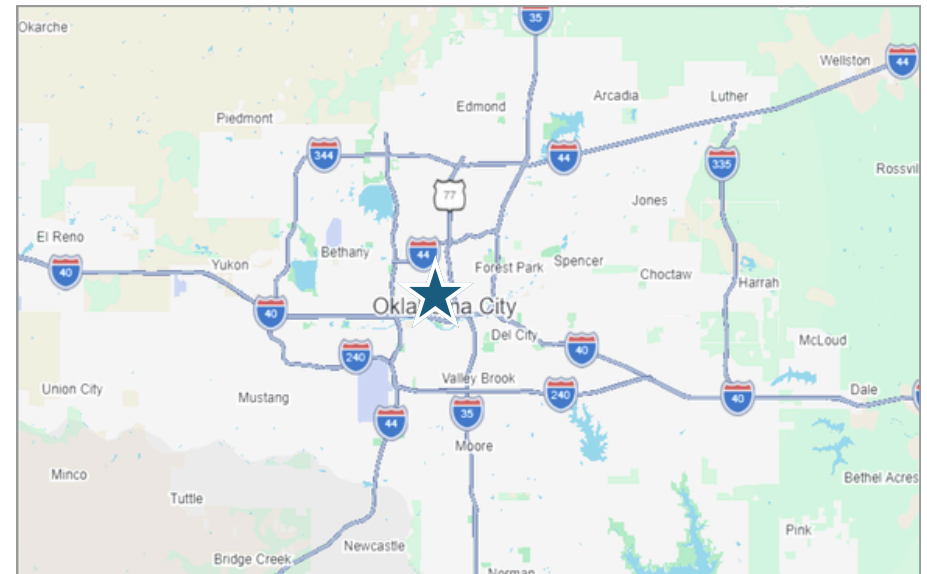 35
Okarche
Wellston
44
Arcadia
Luther
Edmond
Piedmont
344
44
335
Rossvil
77
Jones
El Reno
Bethany
44
Yukon
Forest Park
Spencer
40
Choctaw
Harrah
Okla ma City
40
Del City
40
McLoud
240
Valley Brook
Union City
Mustang
240
40
Dale
44
35
Moore
Minco
Bethel Acres
Tuttle
Pink
Newcastle
Bridge Creek
Norman